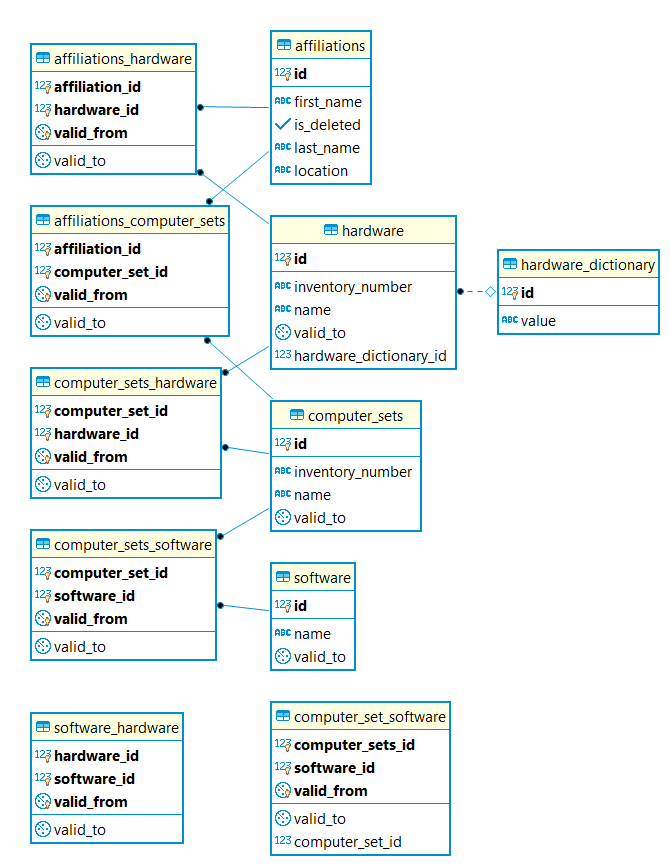 affiliations_hardware
123 affiliation_id
123 hardware_id
valid_from
valid_to
affiliations
123 id
ABC first_name
is_deleted
ABC last_name
ABC location
affiliations_computer_sets
123 affiliation_id
123 computer_set_id
valid_from
valid_to
hardware
123 id
ABC inventory_number
ABC name
valid_to
123 hardware_dictionary_id
hardware_dictionary
123 id
ABC value
computer_sets_hardware
123 computer_set_id
123 hardware_id
valid_from
valid_to
computer_sets
123 id
ABC inventory_number
ABC name
valid_to
computer_sets_software
123 computer_set_id
123 software_id
valid_from
valid_to
software
123 id
ABC name
valid_to
software_hardware
123 hardware_id
123 software_id
valid_from
valid_to
computer_set_software
123 computer_sets_id
123 software_id
valid_from
valid_to
123 computer_set_id